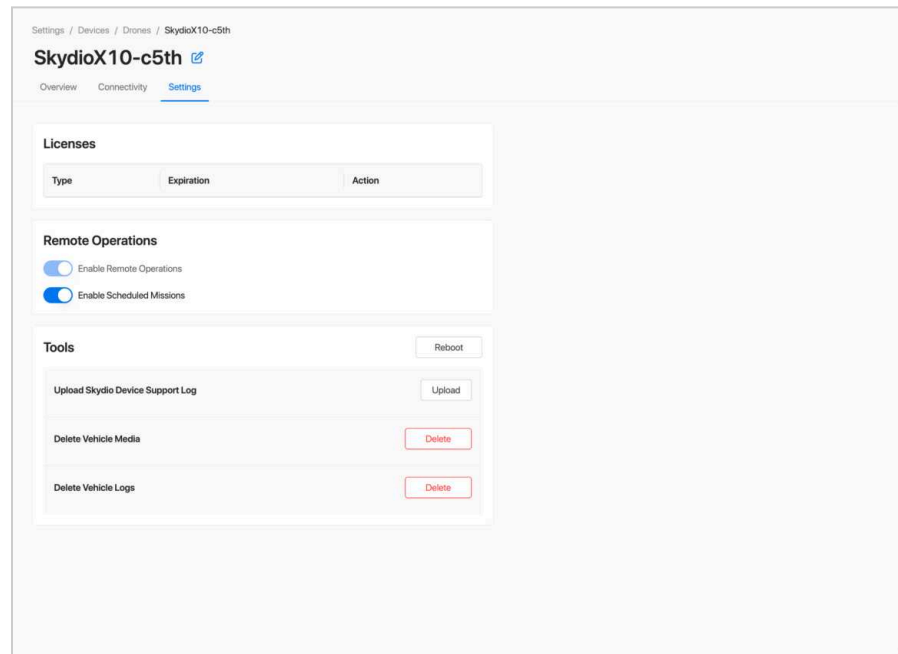 Settings / Devices / Drones / SkydioX10-c5th
SkydioX10-c5th
Overview Connectivity Settings
Licenses
Type Expiration Action
Remote Operations
Enable Remote Operations
Enable Scheduled Missions
Tools Reboot
Upload Skydio Device Support Log Upload
Delete Vehicle Media Delete
Delete Vehicle Logs Delete